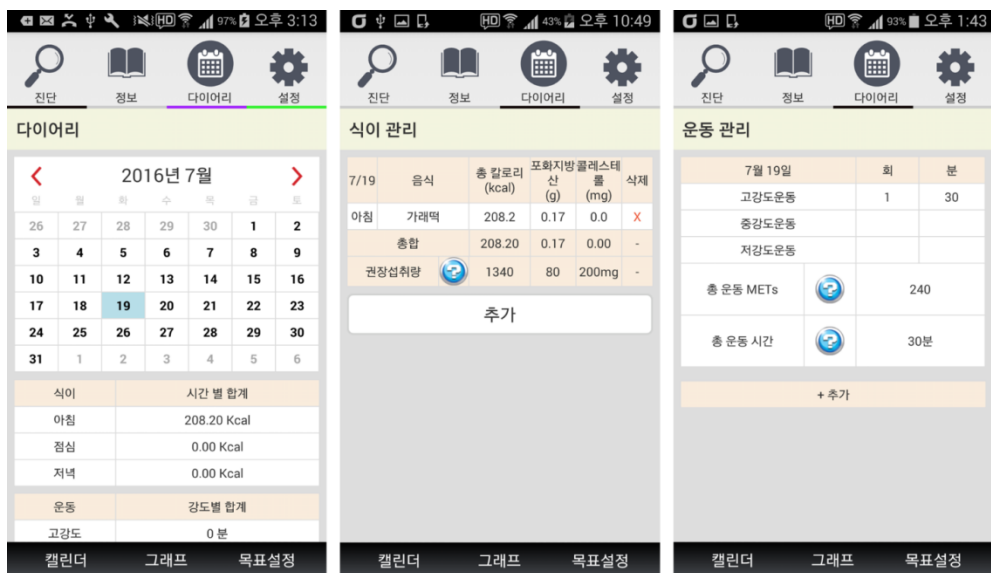 97% 오후 3:13
진단 정보 다이어리 설정
다이어리
2016년 7월
일 월 화 수 목 금 토
26 27 28 29 30 1 2
3 4 5 6 7 8 9
10 11 12 13 14 15 16
17 18 19 20 21 22 23
24 25 26 27 28 29 30
31 1 2 3 4 5 6
식이 시간 별 합계
아침 208.20 Kcal
점심 0.00 Kcal
저녁 0.00 Kcal
운동 강도별 합계
고강도 0 분
캘린더 그래프 목표설정
HD 43% 오후 10:49
진단 정보 다이어리 설정
식이 관리
7/19 음식 총 칼로리 (kcal) 포화지방산 (g) 콜레스테롤 (mg) 삭제
아침 가래떡 208.2 0.17 0.0 X
총합 208.20 0.17 0.00 -
권장섭취량 ? 1340 80 200mg -
추가
캘린더 그래프 목표설정
HD 93% 오후 1:43
진단 정보 다이어리 설정
운동 관리
7월 19일 회 분
고강도운동 1 30
중강도운동
저강도운동
총 운동 METs ? 240
총 운동 시간 ? 30분
+ 추가
캘린더 그래프 목표설정